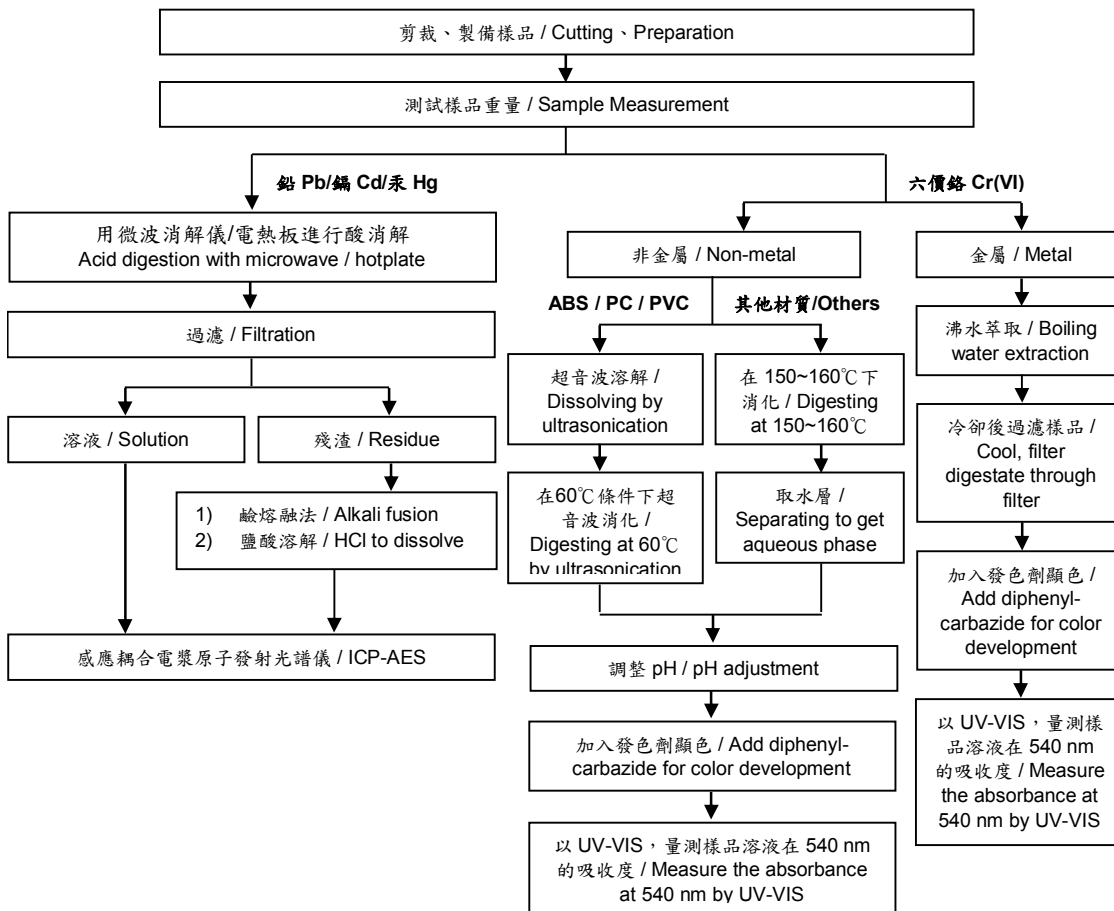 剪裁、製備樣品 / Cutting、Preparation
測試樣品重量 / Sample Measurement
鉛 Pb/鎘 Cd/汞 Hg
六價鉻 Cr(VI)
用微波消解儀/電熱板進行酸消解
Acid digestion with microwave / hotplate
非金屬 / Non-metal
金屬 / Metal
ABS / PC / PVC
其他材質/Others
過濾 / Filtration
沸水萃取 / Boiling
water extraction
超音波溶解 /
Dissolving by
ultrasonication
在 150~160℃下
消化 / Digesting
at 150~160℃
溶液 / Solution
殘渣 / Residue
冷卻後過濾樣品 /
Cool, filter
digestate through
filter
1) 鹼熔融法 / Alkali fusion
2) 鹽酸溶解 / HCl to dissolve
在60℃條件下超
音波消化 /
Digesting at 60℃
by ultrasonication
取水層 /
Separating to get
aqueous phase
加入發色劑顯色 /
Add diphenyl-
carbazide for color
development
感應耦合電漿原子發射光譜儀 / ICP-AES
調整 pH / pH adjustment
加入發色劑顯色 / Add diphenyl-
carbazide for color development
以 UV-VIS，量測樣
品溶液在 540 nm
的吸收度 / Measure
the absorbance at
540 nm by UV-VIS
以 UV-VIS，量測樣品溶液在 540 nm
的吸收度 / Measure the absorbance
at 540 nm by UV-VIS